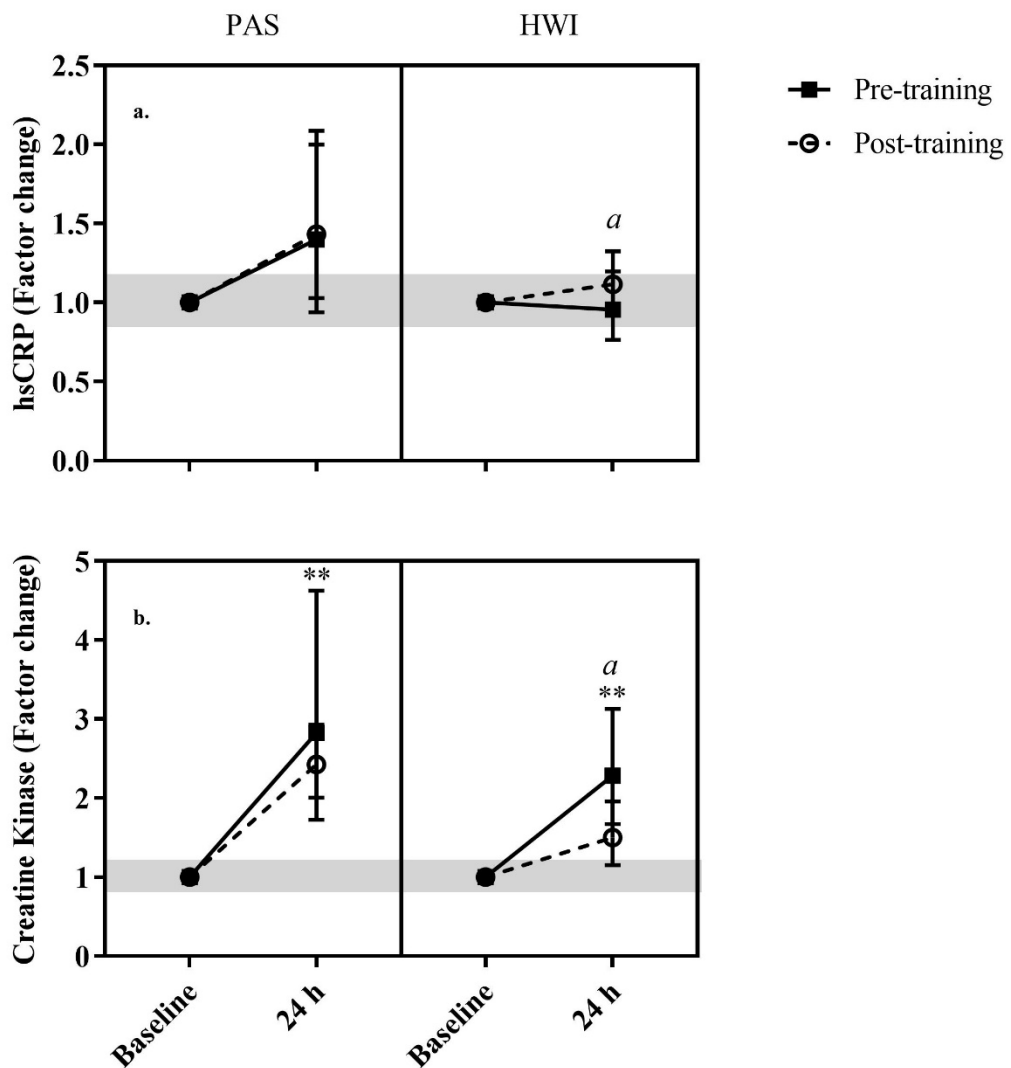 PAS HWI
hsCRP (Factor change)
2.5
2.0
1.5
1.0
0.5
0.0
a.
a
Pre-training
Post-training
Creatine Kinase (Factor change)
5
4
3
2
1
0
b.
**
a
**
Baseline
24 h
Baseline
24 h